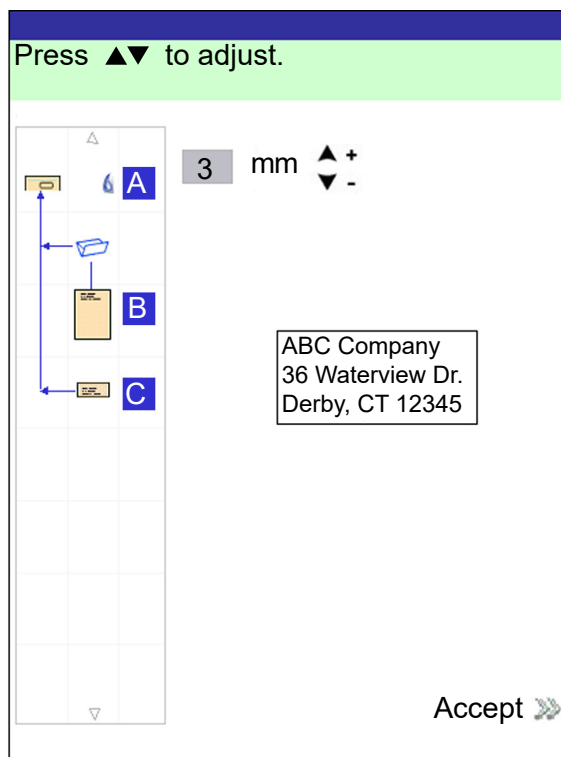 Press ▲▼ to adjust.
3 mm +
-
A
B
C
ABC Company
36 Waterview Dr.
Derby, CT 12345
Accept